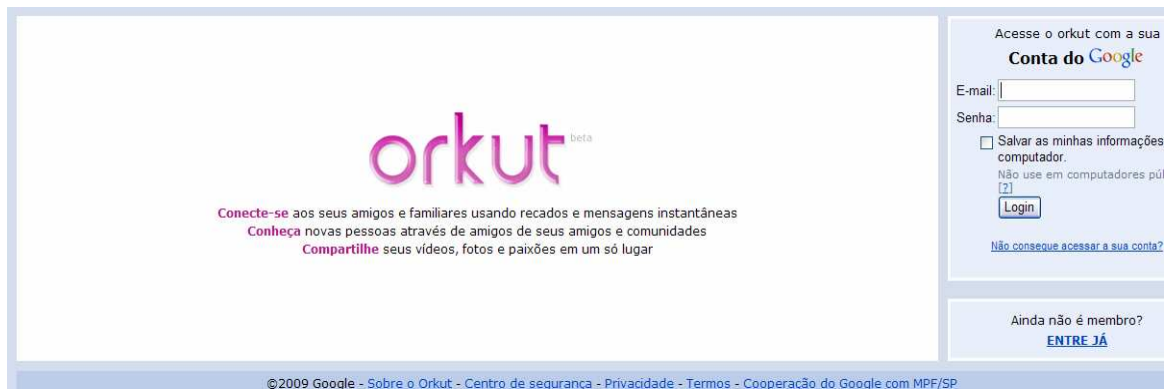 orkut beta
Conecte-se aos seus amigos e familiares usando recados e mensagens instantâneas
Conheça novas pessoas através de amigos de seus amigos e comunidades
Compartilhe seus vídeos, fotos e paixões em um só lugar
Acesse o orkut com a sua
Conta do Google
E-mail:
Senha:
Salvar as minhas informações
computador.
Não use em computadores
[?]
Login
Não consegue acessar a sua conta?
Ainda não é membro?
ENTRE JÁ
©2009 Google - Sobre o Orkut - Centro de segurança - Privacidade - Termos - Cooperação do Google com MPF/SP